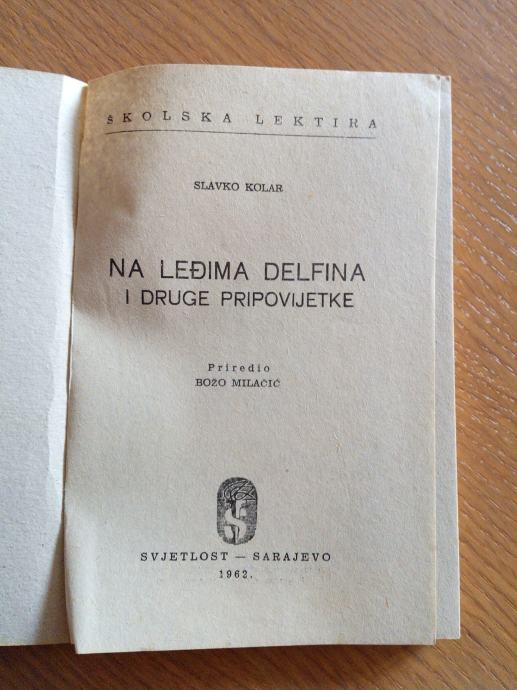 ŠKOLSKA LEKTIRA
SLAVKO KOLAR
NA LEĐIMA DELFINA
I DRUGE PRIPOVIJETKE
Priredio
BOŽO MILAČIĆ
SVJETLOST — SARAJEVO
1962.